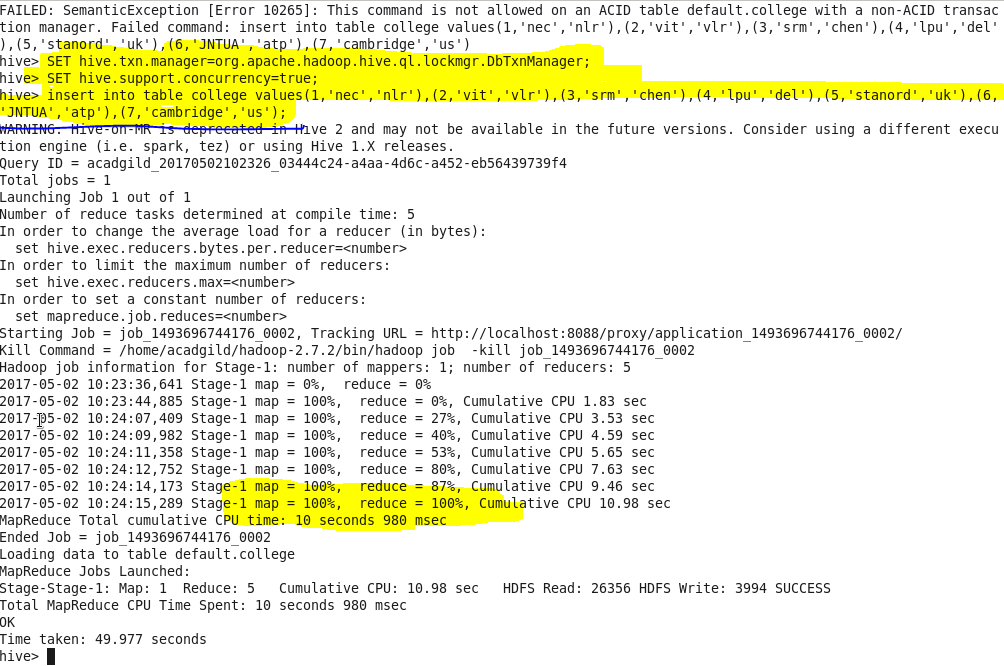 FAILED: SemanticException [Error 10265]: This command is not allowed on an ACID table default.college with a non-ACID transac
tion manager. Failed command: insert into table college values(1,'nec','nlr'),(2,'vit','vlr'),(3,'srm','chen'),(4,'lpu','del'
),(5,'stanord','uk'),(6,'JNTUA','atp'),(7,'cambridge','us')
hive> SET hive.txn.manager=org.apache.hadoop.hive.ql.lockmgr.DbTxnManager;
hive> SET hive.support.concurrency=true;
hive> insert into table college values(1,'nec','nlr'),(2,'vit','vlr'),(3,'srm','chen'),(4,'lpu','del'),(5,'stanord','uk'),(6,
'JNTUA','atp'),(7,'cambridge','us');
WARNING: Hive-on-MR is deprecated in Hive 2 and may not be available in the future versions. Consider using a different execu
tion engine (i.e. spark, tez) or using Hive 1.X releases.
Query ID = acadgild_20170502102326_03444c24-a4aa-4d6c-a452-eb56439739f4
Total jobs = 1
Launching Job 1 out of 1
Number of reduce tasks determined at compile time: 5
In order to change the average load for a reducer (in bytes):
  set hive.exec.reducers.bytes.per.reducer=<number>
In order to limit the maximum number of reducers:
  set hive.exec.reducers.max=<number>
In order to set a constant number of reducers:
  set mapreduce.job.reduces=<number>
Starting Job = job_1493696744176_0002, Tracking URL = http://localhost:8088/proxy/application_1493696744176_0002/
Kill Command = /home/acadgild/hadoop-2.7.2/bin/hadoop job  -kill job_1493696744176_0002
Hadoop job information for Stage-1: number of mappers: 1; number of reducers: 5
2017-05-02 10:23:36,641 Stage-1 map = 0%,  reduce = 0%
2017-05-02 10:23:44,885 Stage-1 map = 100%,  reduce = 0%, Cumulative CPU 1.83 sec
2017-05-02 10:24:07,409 Stage-1 map = 100%,  reduce = 27%, Cumulative CPU 3.53 sec
2017-05-02 10:24:09,982 Stage-1 map = 100%,  reduce = 40%, Cumulative CPU 4.59 sec
2017-05-02 10:24:11,358 Stage-1 map = 100%,  reduce = 53%, Cumulative CPU 5.65 sec
2017-05-02 10:24:12,752 Stage-1 map = 100%,  reduce = 80%, Cumulative CPU 7.63 sec
2017-05-02 10:24:14,173 Stage-1 map = 100%,  reduce = 87%, Cumulative CPU 9.46 sec
2017-05-02 10:24:15,289 Stage-1 map = 100%,  reduce = 100%, Cumulative CPU 10.98 sec
MapReduce Total cumulative CPU time: 10 seconds 980 msec
Ended Job = job_1493696744176_0002
Loading data to table default.college
MapReduce Jobs Launched:
Stage-Stage-1: Map: 1  Reduce: 5   Cumulative CPU: 10.98 sec   HDFS Read: 26356 HDFS Write: 3994 SUCCESS
Total MapReduce CPU Time Spent: 10 seconds 980 msec
OK
Time taken: 49.977 seconds
hive>